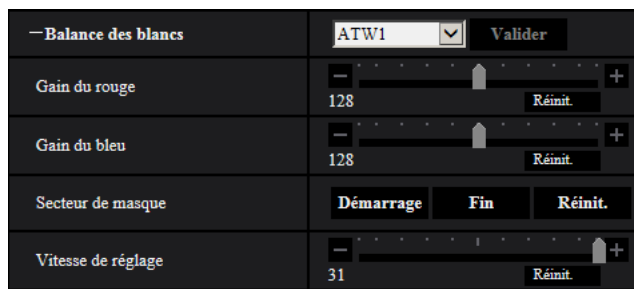 —Balance des blancs ATW1 Valider
Gain du rouge − +
128 Réinit.
Gain du bleu − +
128 Réinit.
Secteur de masque Démarrage Fin Réinit.
Vitesse de réglage − +
31 Réinit.